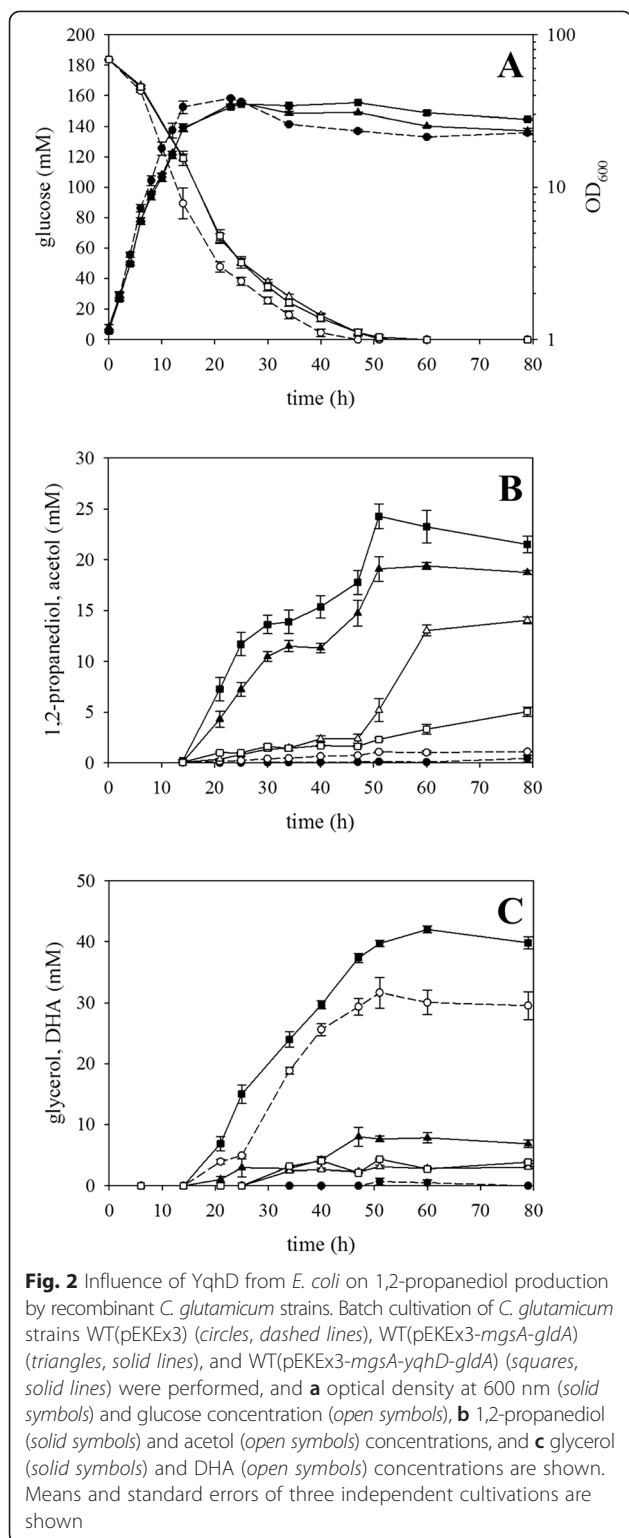 A
200
180
160
140
120
100
80
60
40
20
0
glucose (mM)
100
10
1
OD600
0 10 20 30 40 50 60 70 80
time (h)
B
30
25
20
15
10
5
0
1,2-propanediol, acetol (mM)
0 10 20 30 40 50 60 70 80
time (h)
C
50
40
30
20
10
0
glycerol, DHA (mM)
0 10 20 30 40 50 60 70 80
time (h)
Fig. 2 Influence of YqhD from E. coli on 1,2-propanediol production
by recombinant C. glutamicum strains. Batch cultivation of C. glutamicum
strains WT(pEKEx3) (circles, dashed lines), WT(pEKEx3-mgsA-gldA)
(triangles, solid lines), and WT(pEKEx3-mgsA-yqhD-gldA) (squares,
solid lines) were performed, and a optical density at 600 nm (solid
symbols) and glucose concentration (open symbols), b 1,2-propanediol
(solid symbols) and acetol (open symbols) concentrations, and c glycerol
(solid symbols) and DHA (open symbols) concentrations are shown.
Means and standard errors of three independent cultivations are
shown